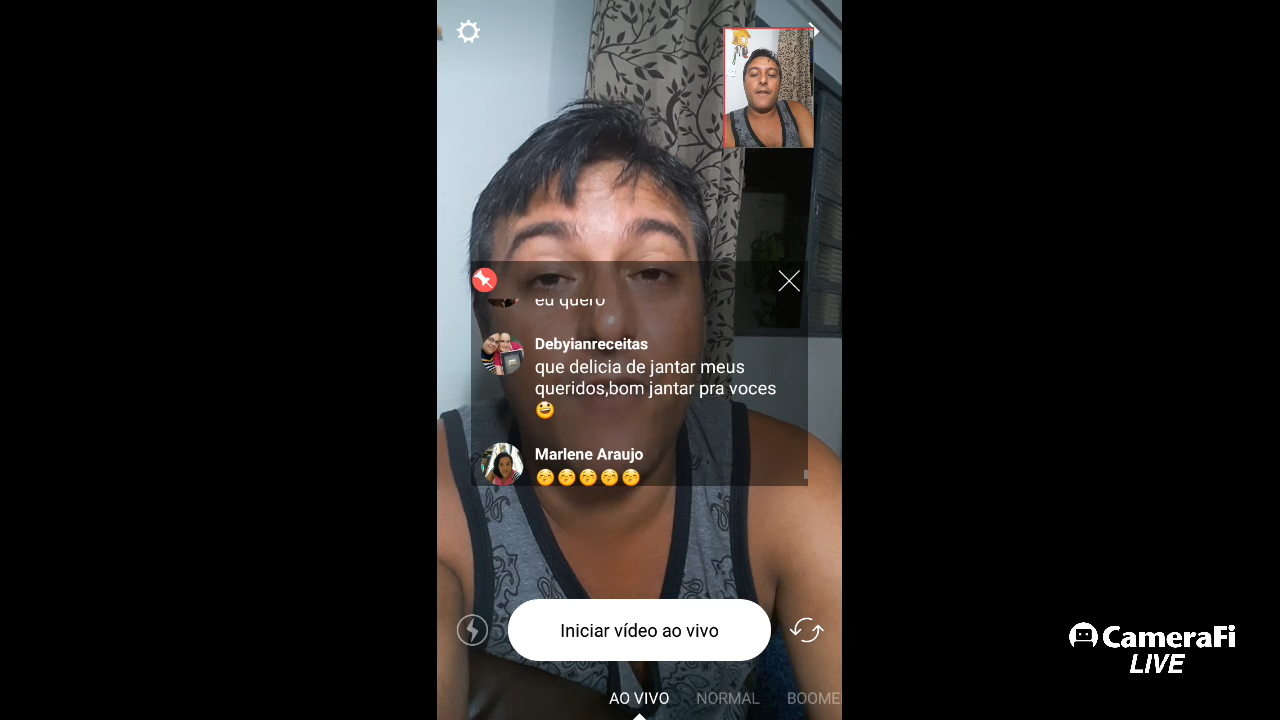 eu quero
Debyianreceitas
que delicia de jantar meus
queridos,bom jantar pra voces
😃
Marlene Araujo
😚😚😚😚😚
Iniciar vídeo ao vivo
AO VIVO NORMAL BOOME
CameraFi
LIVE